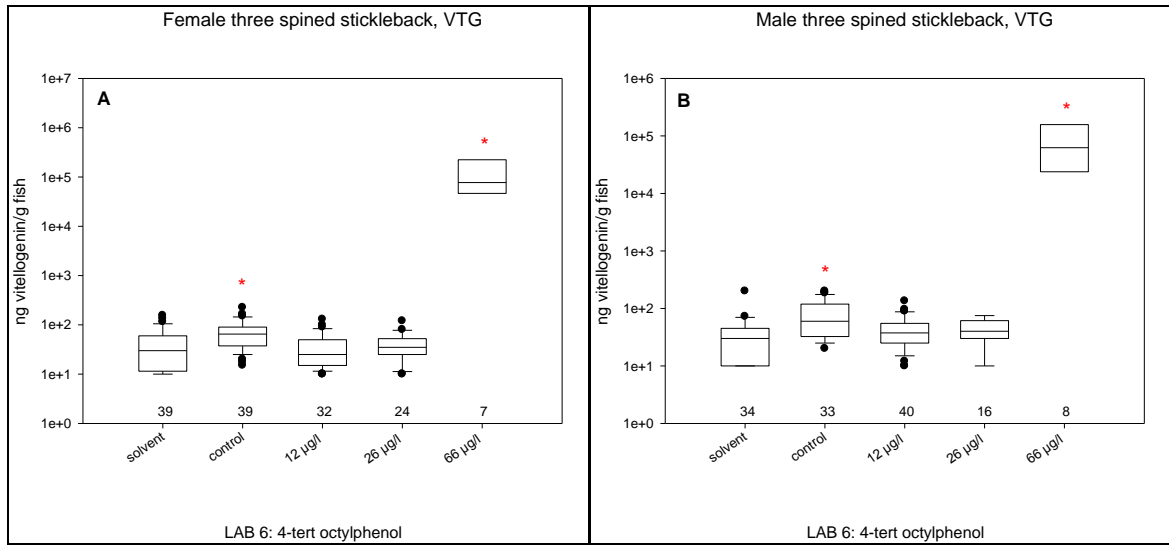 Female three spined stickleback, VTG
A
ng vitellogenin/g fish
1e+7
1e+6
1e+5
1e+4
1e+3
1e+2
1e+1
1e+0
*
*
39
39
32
24
7
solvent
control
12 µg/l
26 µg/l
66 µg/l
LAB 6: 4-tert octylphenol
Male three spined stickleback, VTG
B
ng vitellogenin/g fish
1e+6
1e+5
1e+4
1e+3
1e+2
1e+1
1e+0
*
*
34
33
40
16
8
solvent
control
12 µg/l
26 µg/l
66 µg/l
LAB 6: 4-tert octylphenol